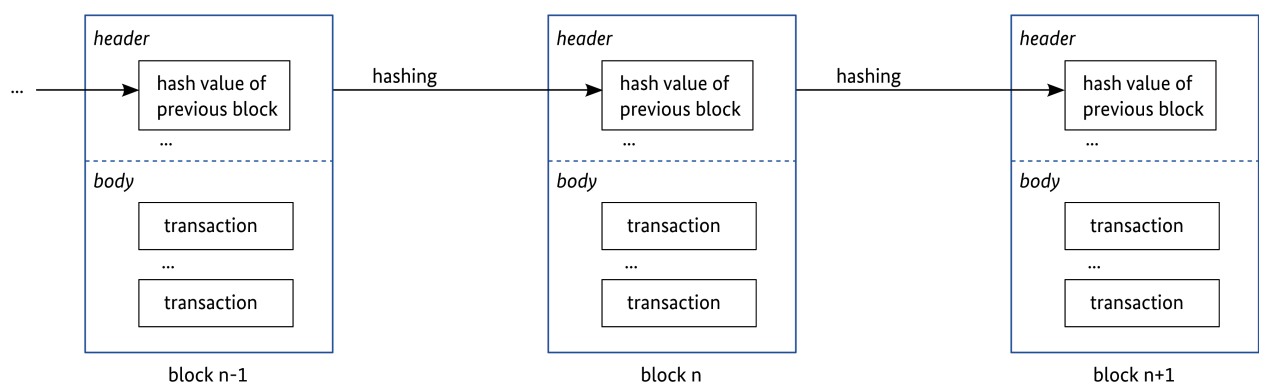 ...
header
hash value of
previous block
...
body
transaction
...
transaction
block n-1
hashing
header
hash value of
previous block
...
body
transaction
...
transaction
block n
hashing
header
hash value of
previous block
...
body
transaction
...
transaction
block n+1